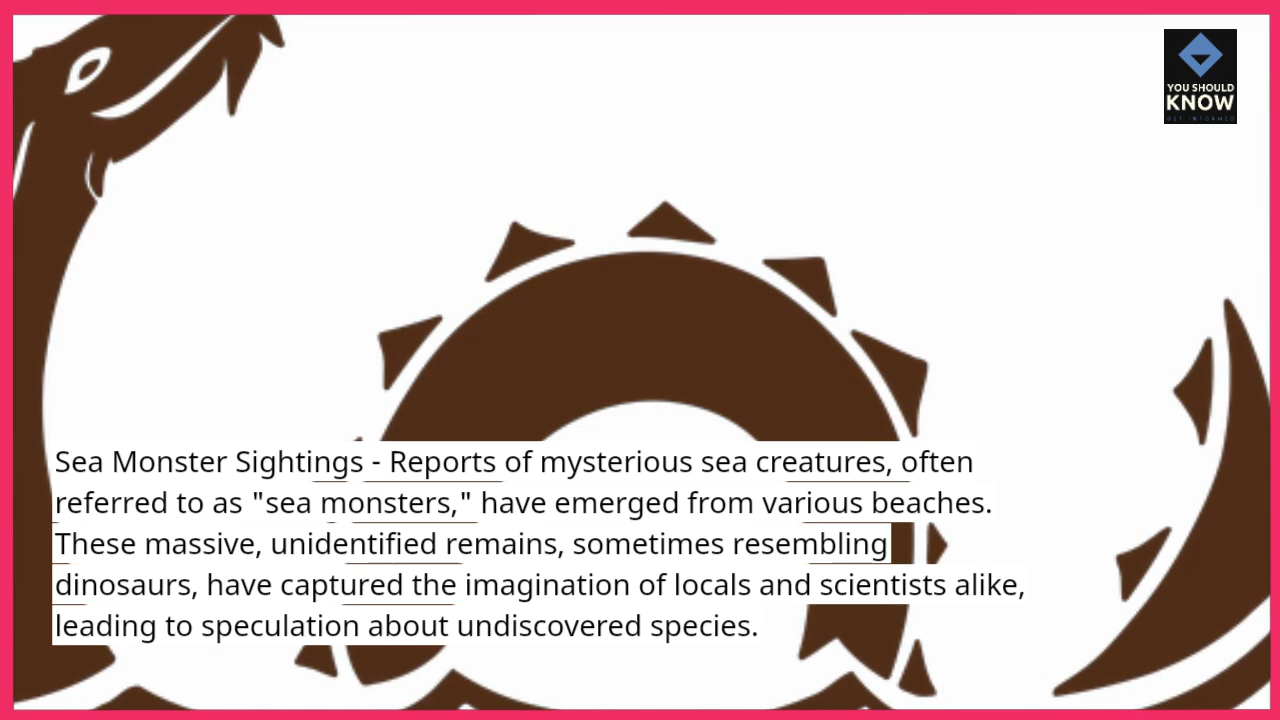 YOU SHOULD
KNOW
GET INFORMED
Sea Monster Sightings - Reports of mysterious sea creatures, often
referred to as "sea monsters," have emerged from various beaches.
These massive, unidentified remains, sometimes resembling
dinosaurs, have captured the imagination of locals and scientists alike,
leading to speculation about undiscovered species.